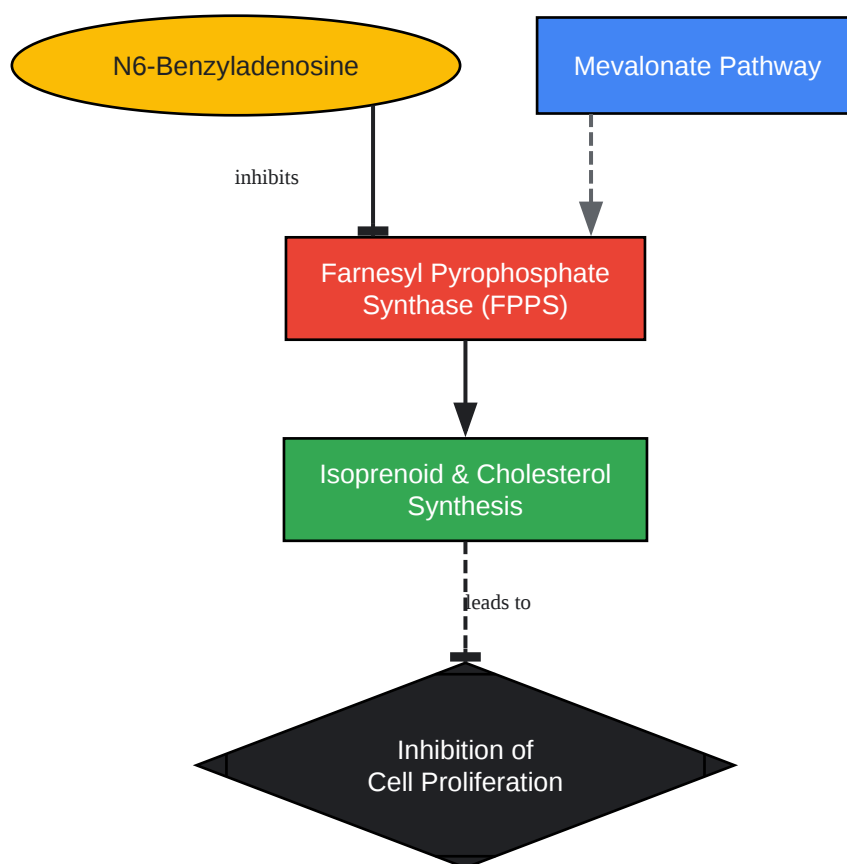 N6-Benzyladenosine
Mevalonate Pathway
inhibits
Farnesyl Pyrophosphate
Synthase (FPPS)
Isoprenoid & Cholesterol
Synthesis
leads to
Inhibition of
Cell Proliferation